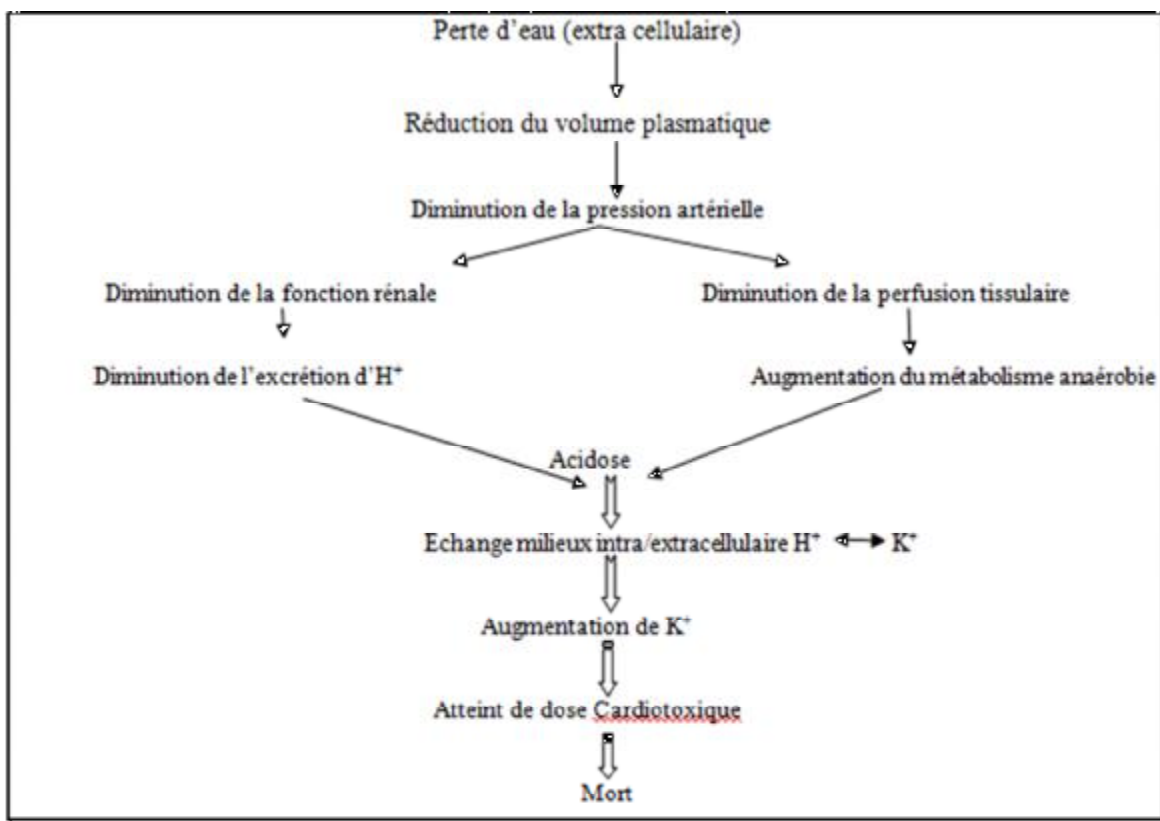 Perte d'eau (extra cellulaire)
Réduction du volume plasmatique
Diminution de la pression artérielle
Diminution de la fonction rénale
Diminution de la perfusion tissulaire
Diminution de l'excrétion d'H⁺
Augmentation du métabolisme anaérobie
Acidose
Echange milieux intra/extracellulaire H⁺ K⁺
Augmentation de K⁺
Atteint de dose Cardiotoxique
Mort